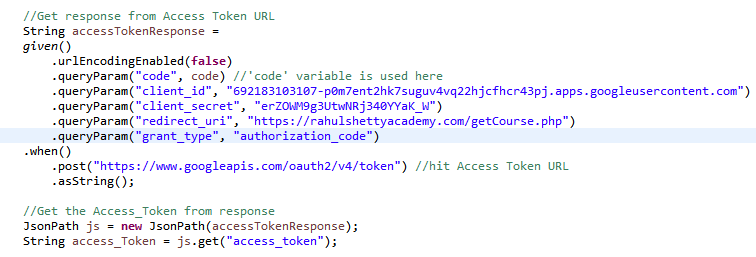 //Get response from Access Token URL
String accessTokenResponse =
given()
.urlEncodingEnabled(false)
.queryParam("code", code) //'code' variable is used here
.queryParam("client_id", "692183103107-p0m7ent2hk7suguv4vq22hjcfhcr43pj.apps.googleusercontent.com")
.queryParam("client_secret", "erZOWM9g3UtwNRj340YYaK_W")
.queryParam("redirect_uri", "https://rahulshettyacademy.com/getCourse.php")
.queryParam("grant_type", "authorization_code")
.when()
.post("https://www.googleapis.com/oauth2/v4/token") //hit Access Token URL
.asString();
//Get the Access_Token from response
JsonPath js = new JsonPath(accessTokenResponse);
String access_Token = js.get("access_token");